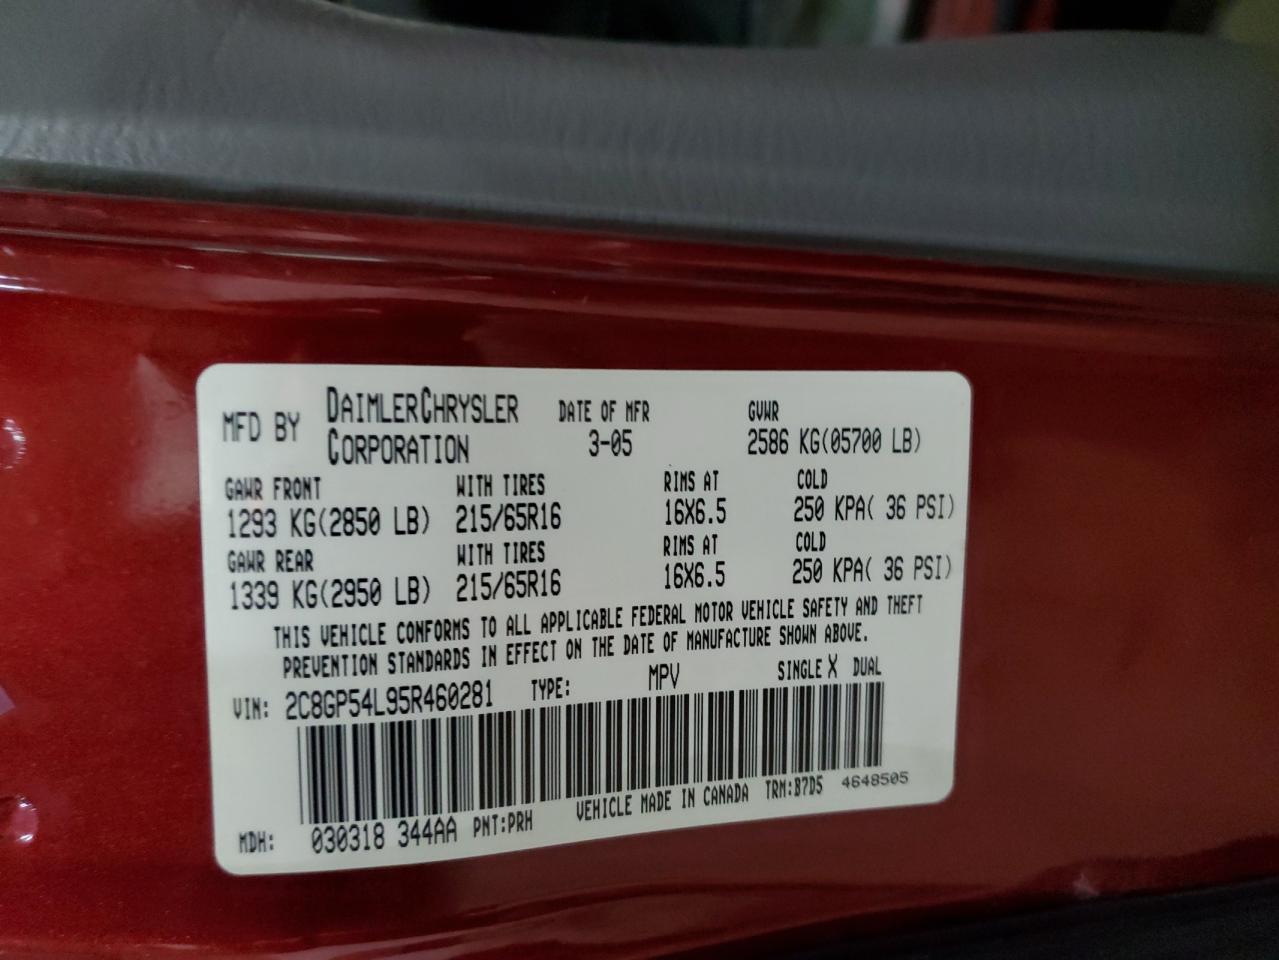 MFD BY DAIMLERCHRYSLER CORPORATION DATE OF MFR 3-05 GVWR 2586 KG(05700 LB)
GAWR FRONT WITH TIRES RIMS AT COLD
1293 KG(2850 LB) 215/65R16 16X6.5 250 KPA( 36 PSI)
GAWR REAR WITH TIRES RIMS AT COLD
1339 KG(2950 LB) 215/65R16 16X6.5 250 KPA( 36 PSI)
THIS VEHICLE CONFORMS TO ALL APPLICABLE FEDERAL MOTOR VEHICLE SAFETY AND THEFT
PREVENTION STANDARDS IN EFFECT ON THE DATE OF MANUFACTURE SHOWN ABOVE.
VIN: 2C8GP54L95R460281 TYPE: MPV SINGLE X DUAL
MDH: 030318 344AA PNT:PRH VEHICLE MADE IN CANADA TRM:B7D5 4648505